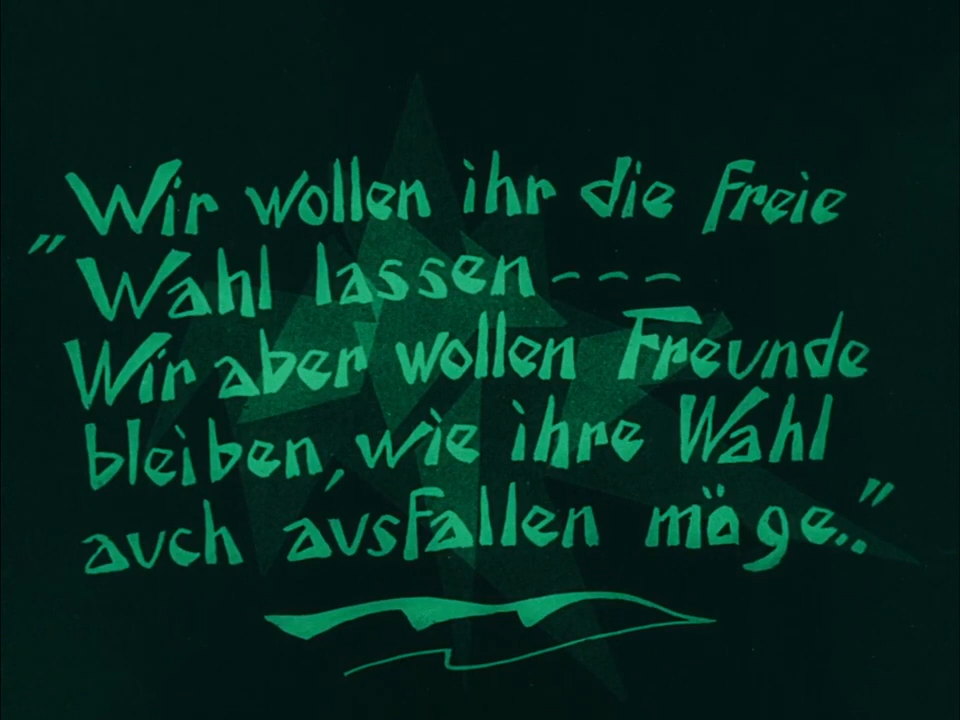 "Wir wollen ihr die freie
Wahl lassen - - - -
Wir aber wollen Freunde
bleiben, wie ihre Wahl
auch ausfallen möge.."